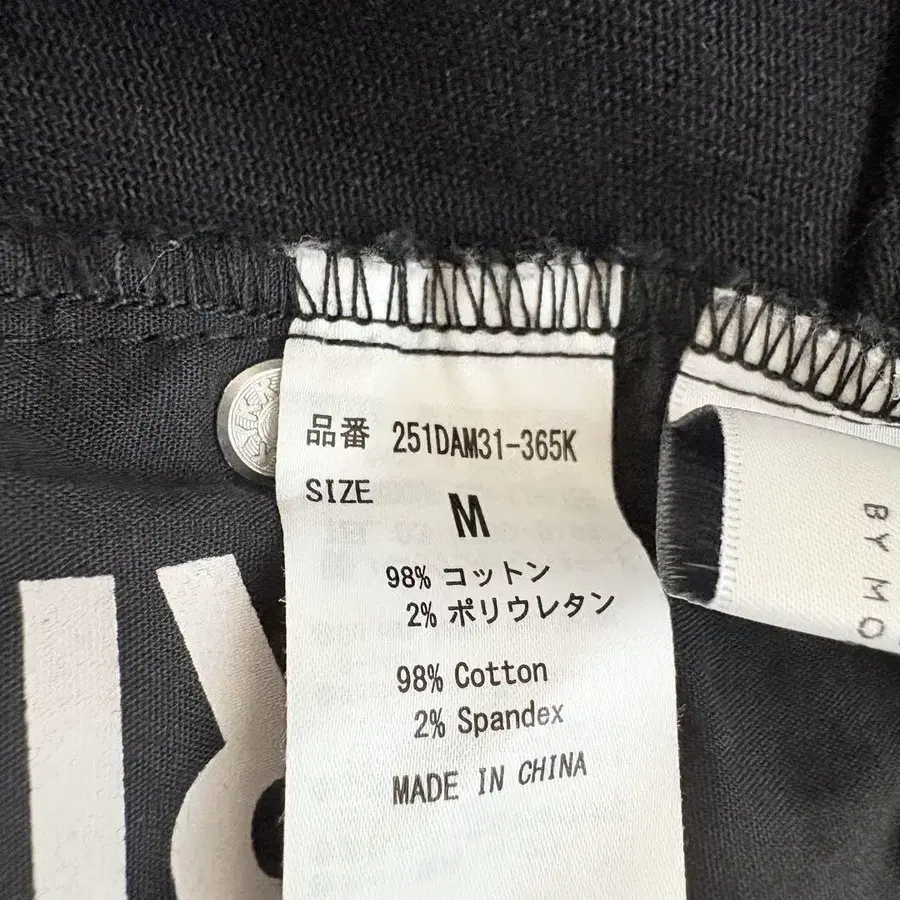 品番 251DAM31-365K
SIZE M
98% コットン
2% ポリウレタン
98% Cotton
2% Spandex
MADE IN CHINA
BY MO